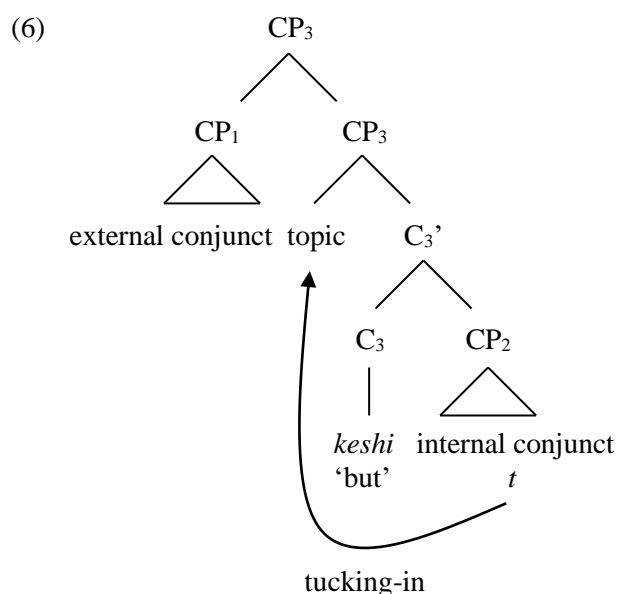 (6) CP₃
CP₁ CP₃
external conjunct topic C₃’
C₃ CP₂
keshi internal conjunct
‘but’ t
tucking-in